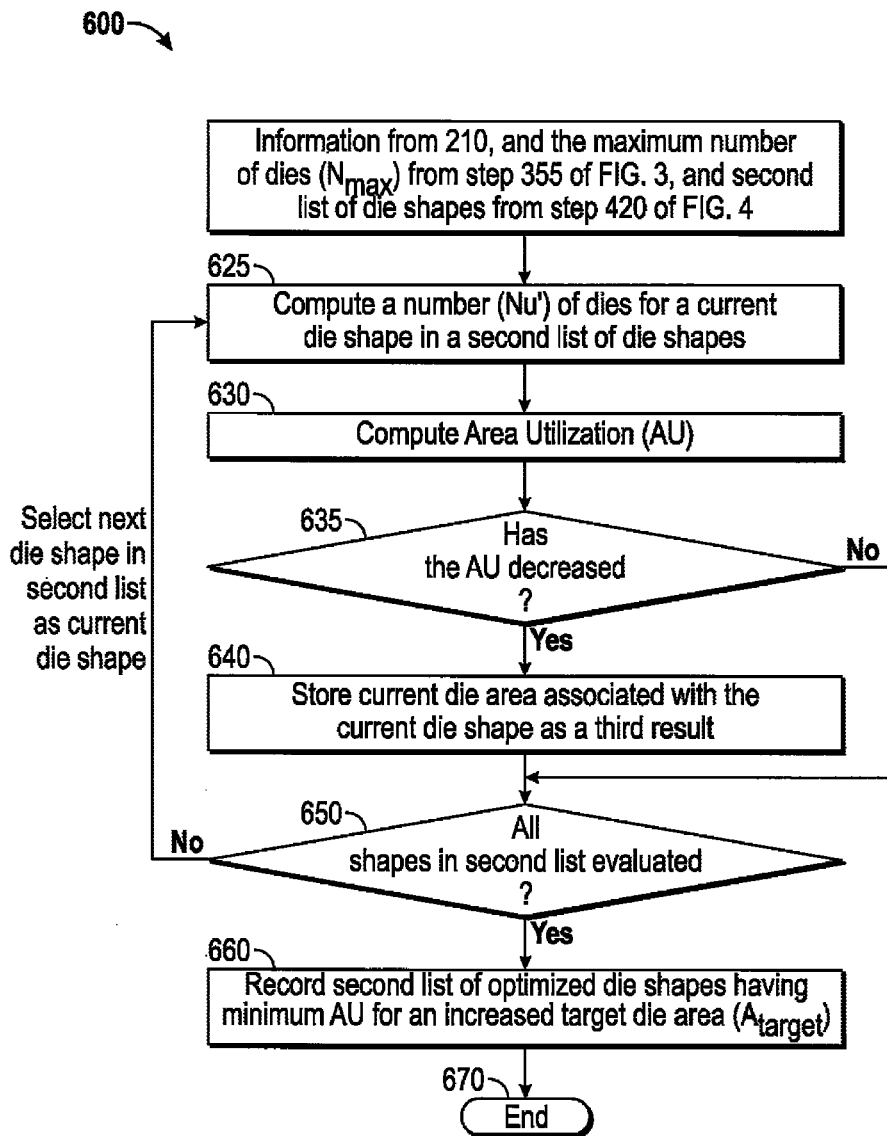 600
Information from 210, and the maximum number
of dies (Nmax) from step 355 of FIG. 3, and second
list of die shapes from step 420 of FIG. 4
625
Compute a number (Nu') of dies for a current
die shape in a second list of die shapes
630
Compute Area Utilization (AU)
635
Has
the AU decreased
?
No
Yes
Select next
die shape in
second list
as current
die shape
640
Store current die area associated with the
current die shape as a third result
650
All
shapes in second list evaluated
?
No
Yes
660
Record second list of optimized die shapes having
minimum AU for an increased target die area (Atarget)
670
End